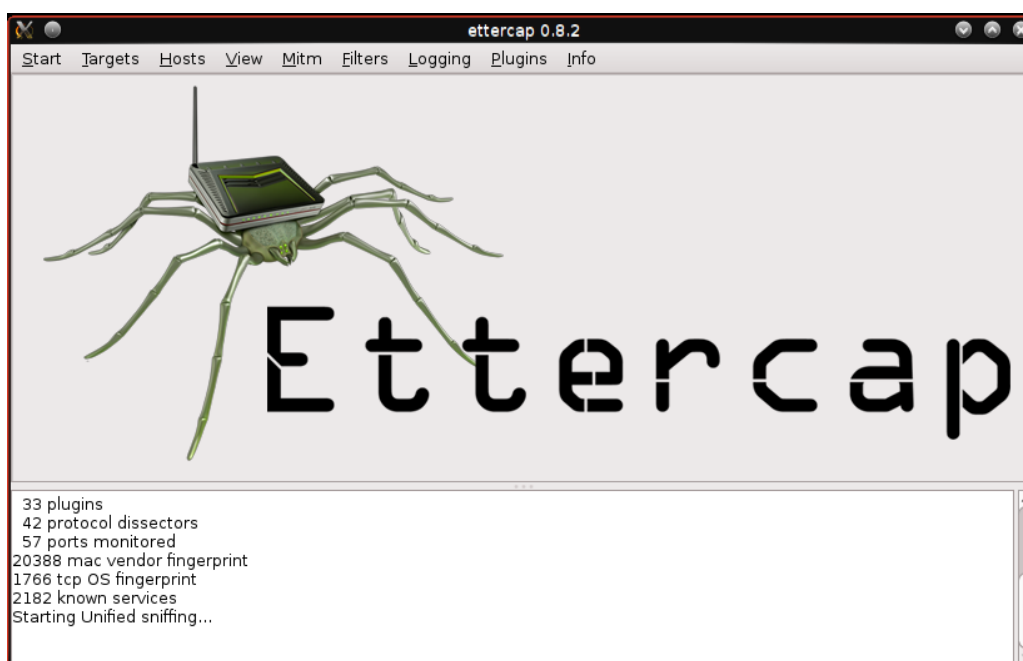 ettercap 0.8.2
Start Targets Hosts View Mitm Filters Logging Plugins Info
Ettercap
33 plugins
42 protocol dissectors
57 ports monitored
20388 mac vendor fingerprint
1766 tcp OS fingerprint
2182 known services
Starting Unified sniffing...